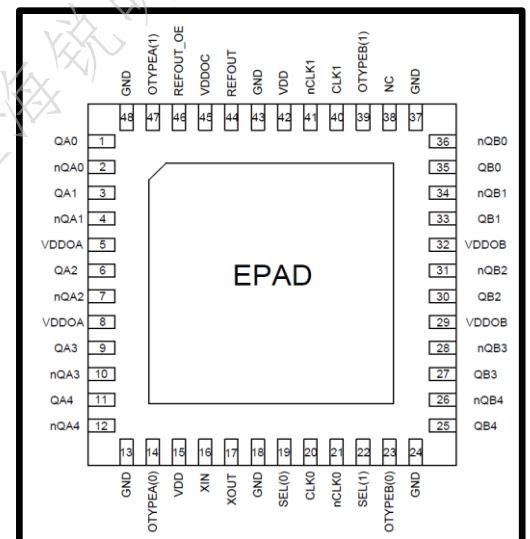 GND OTYPEA(1) REFOUT_OE VDDOC REFOUT GND VDD nCLK1 CLK1 OTYPEB(1) NC GND
48 47 46 45 44 43 42 41 40 39 38 37
QA0 1 36 nQB0
nQA0 2 35 QB0
QA1 3 34 nQB1
nQA1 4 33 QB1
VDDOA 5 32 VDDOB
QA2 6 31 nQB2
EPAD
nQA2 7 30 QB2
VDDOA 8 29 VDDOB
QA3 9 28 nQB3
nQA3 10 27 QB3
QA4 11 26 nQB4
nQA4 12 25 QB4
13 14 15 16 17 18 19 20 21 22 23 24
GND OTYPEA(0) VDD XIN XOUT GND SEL(0) CLK0 nCLK0 SEL(1) OTYPEB(0) GND